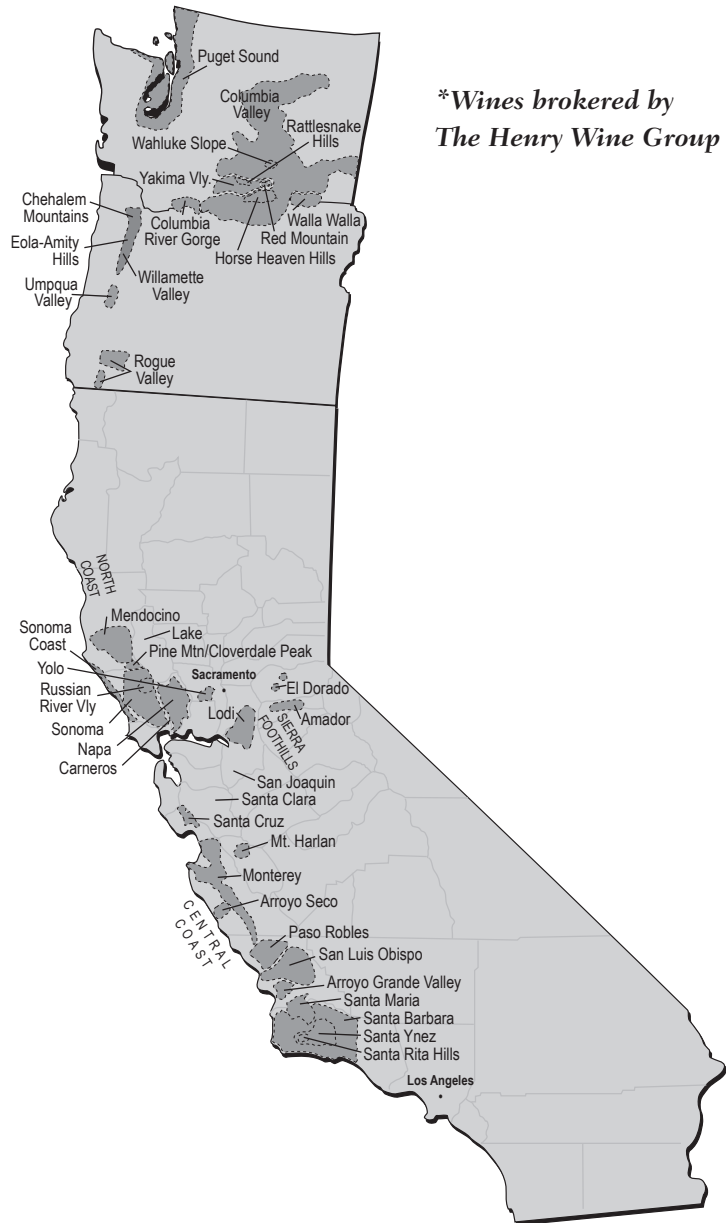 Puget Sound
*Wines brokered by
The Henry Wine Group
Columbia
Valley
Rattlesnake
Hills
Wahluke Slope
Yakima Vly.
Chehalem
Mountains
Columbia
River Gorge
Walla Walla
Red Mountain
Horse Heaven Hills
Eola-Amity
Hills
Willamette
Valley
Umpqua
Valley
Rogue
Valley
NORTH
COAST
Mendocino
Lake
Pine Mtn/Cloverdale Peak
Sonoma
Coast
Yolo
Russian
River Vly
Sonoma
Napa
Carneros
Sacramento
El Dorado
Lodi
Amador
SIERRA
FOOTHILLS
San Joaquin
Santa Clara
Santa Cruz
Mt. Harlan
Monterey
Arroyo Seco
CENTRAL
COAST
Paso Robles
San Luis Obispo
Arroyo Grande Valley
Santa Maria
Santa Barbara
Santa Ynez
Santa Rita Hills
Los Angeles